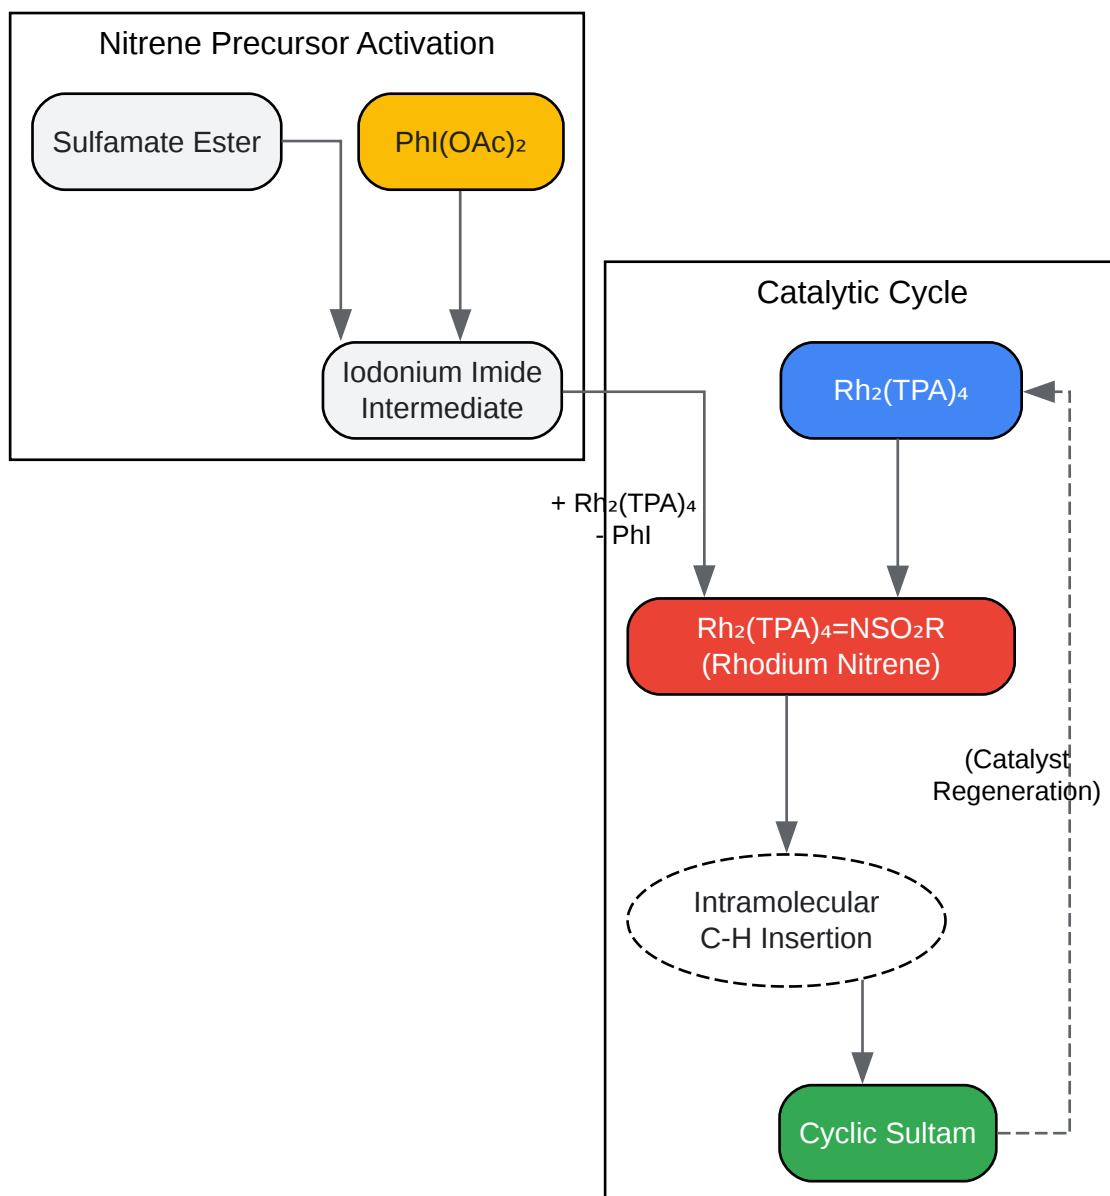 Nitrene Precursor Activation
Sulfamate Ester
PhI(OAc)₂
Iodonium Imide
Intermediate
Catalytic Cycle
Rh₂(TPA)₄
+ Rh₂(TPA)₄
- PhI
Rh₂(TPA)₄=NSO₂R
(Rhodium Nitrene)
(Catalyst
Regeneration)
Intramolecular
C-H Insertion
Cyclic Sultam